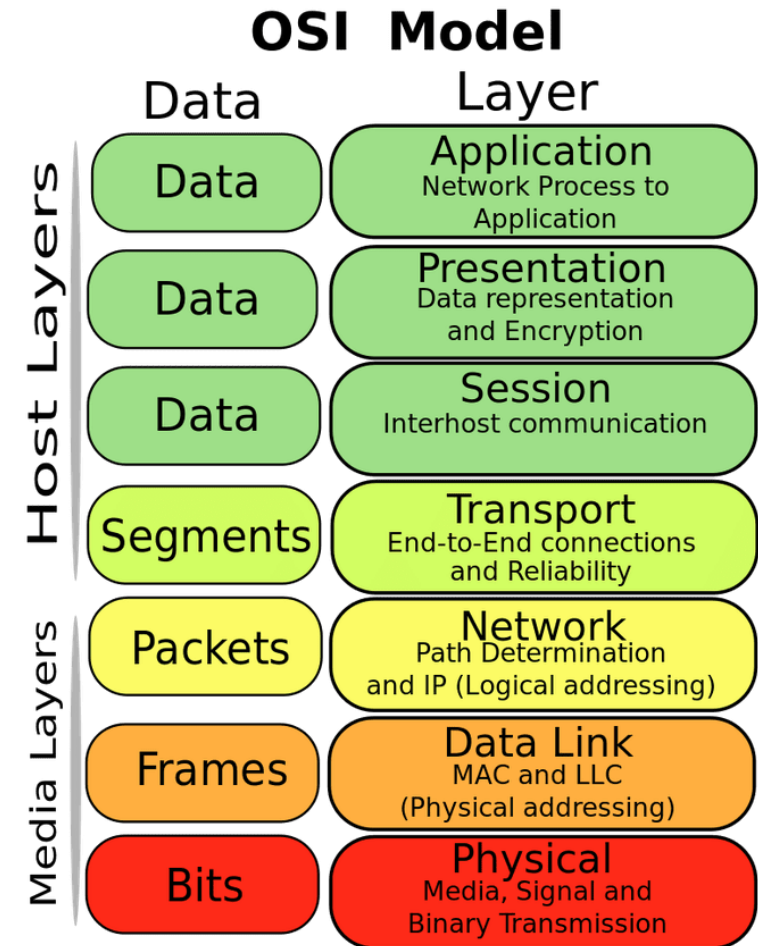 OSI Model
Data Layer
Host Layers
Data
Application
Network Process to
Application
Data
Presentation
Data representation
and Encryption
Data
Session
Interhost communication
Segments
Transport
End-to-End connections
and Reliability
Media Layers
Packets
Network
Path Determination
and IP (Logical addressing)
Frames
Data Link
MAC and LLC
(Physical addressing)
Bits
Physical
Media, Signal and
Binary Transmission